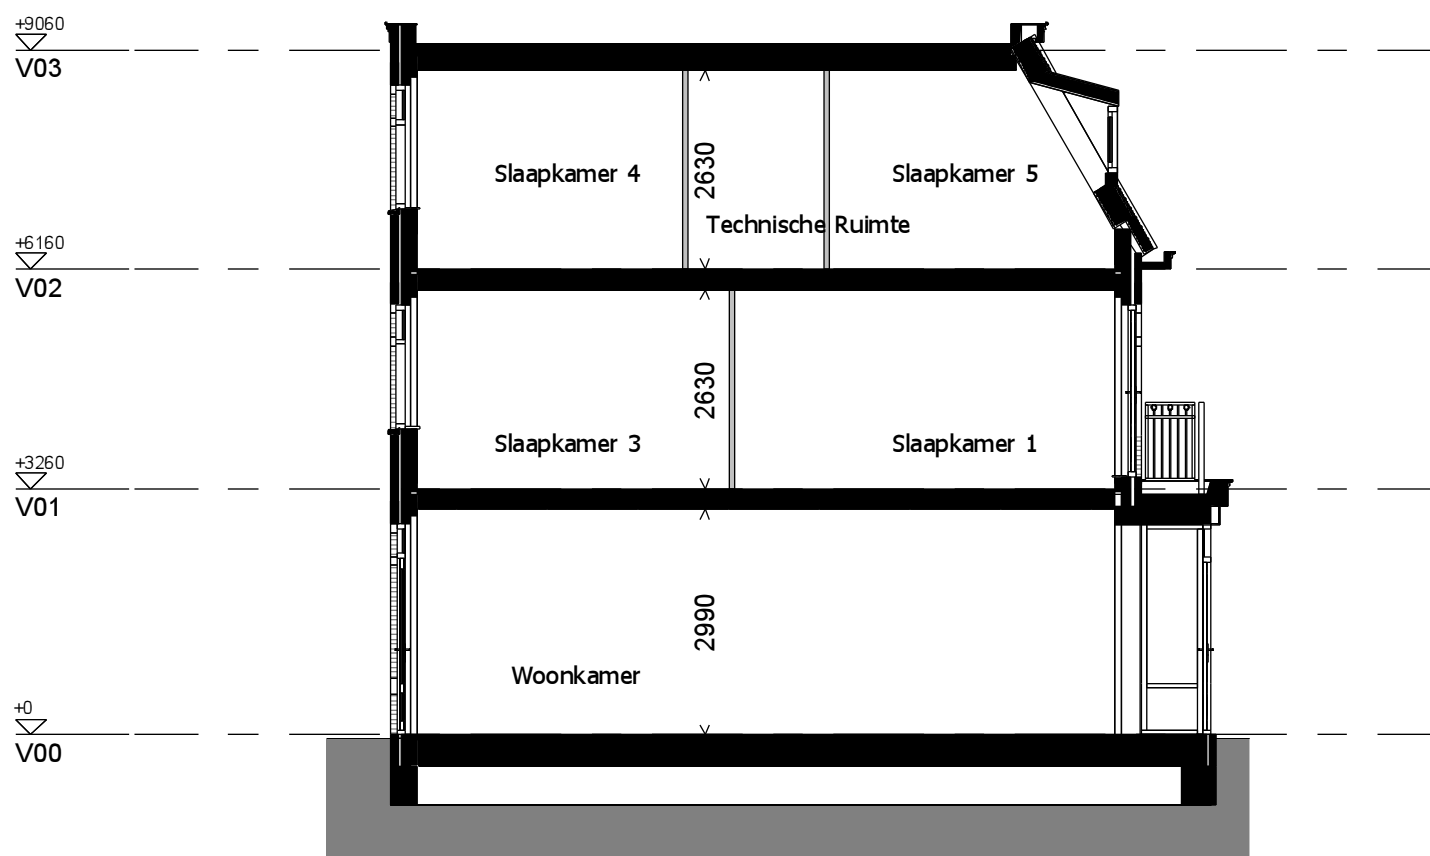 +9060
V03
Slaapkamer 4
2630
Slaapkamer 5
Technische Ruimte
+6160
V02
2630
Slaapkamer 3
Slaapkamer 1
+3260
V01
2990
Woonkamer
+0
V00